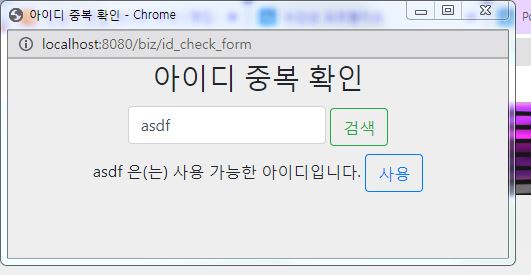 아이디 중복 확인 - Chrome
localhost:8080/biz/id_check_form
아이디 중복 확인
asdf 검색
asdf 은(는) 사용 가능한 아이디입니다. 사용